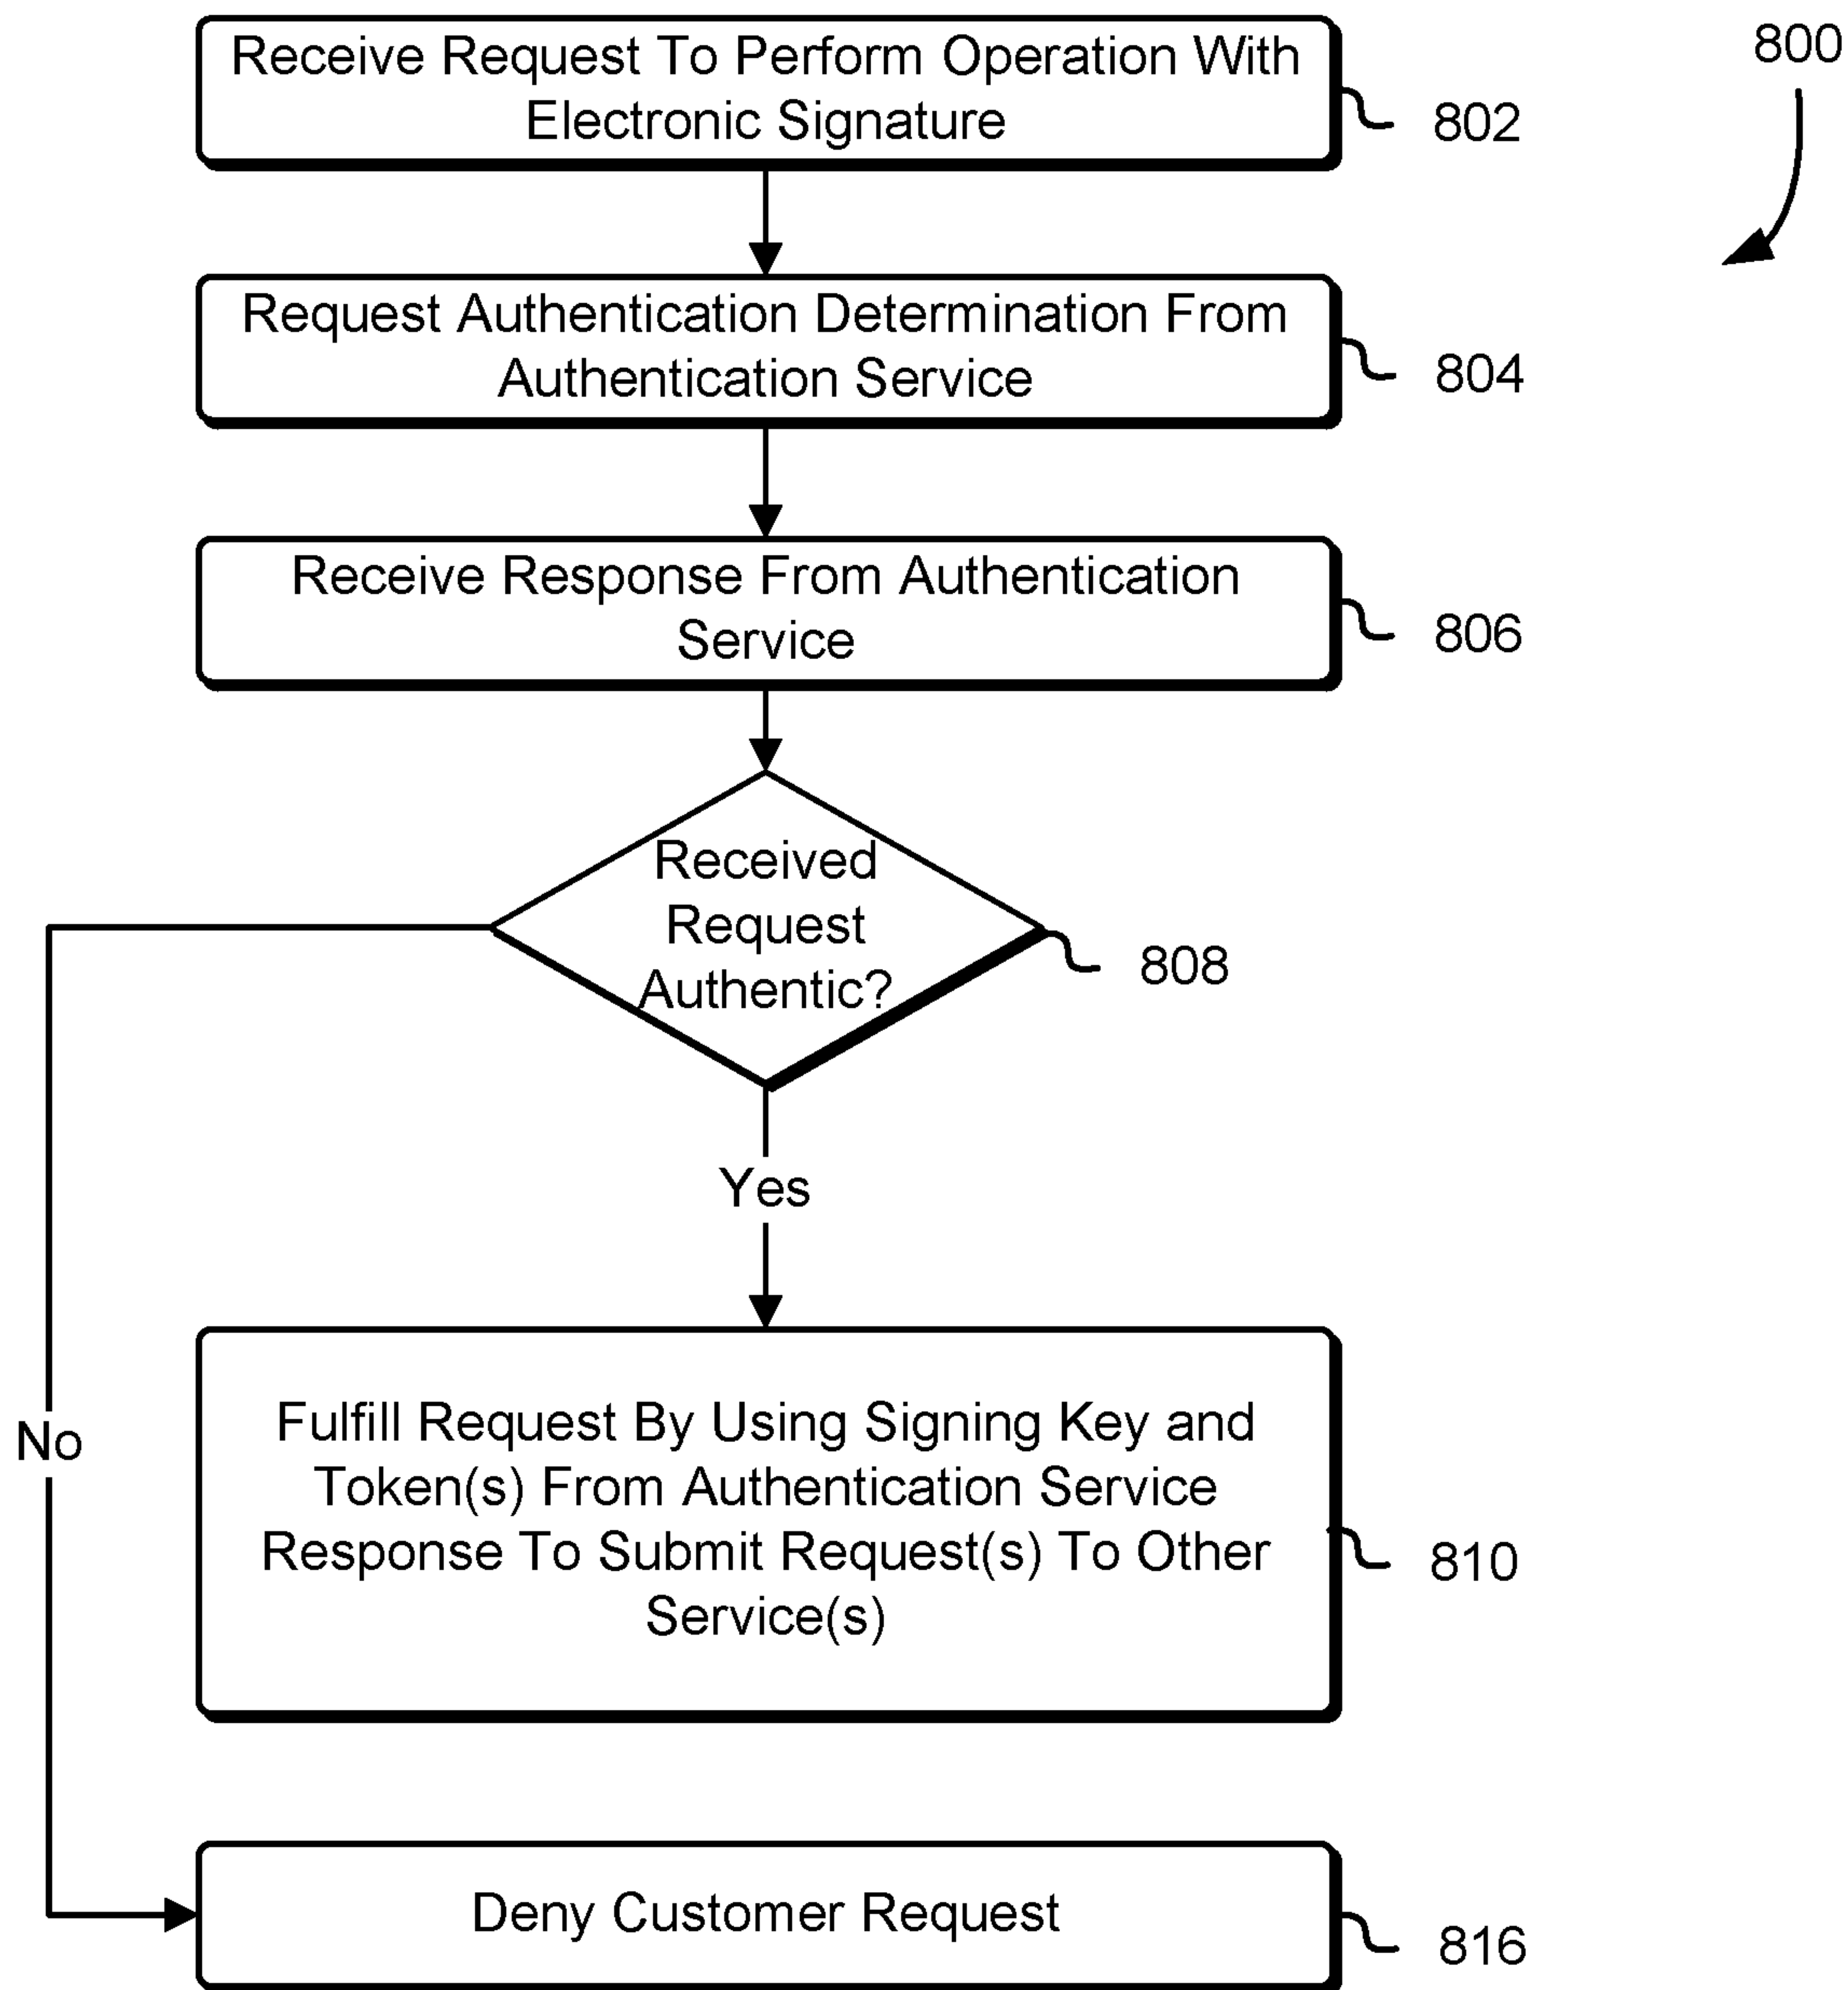 Receive Request To Perform Operation With
Electronic Signature
800
802
Request Authentication Determination From
Authentication Service
804
Receive Response From Authentication
Service
806
Received
Request
Authentic?
808
Yes
No
Fulfill Request By Using Signing Key and
Token(s) From Authentication Service
Response To Submit Request(s) To Other
Service(s)
810
Deny Customer Request
816